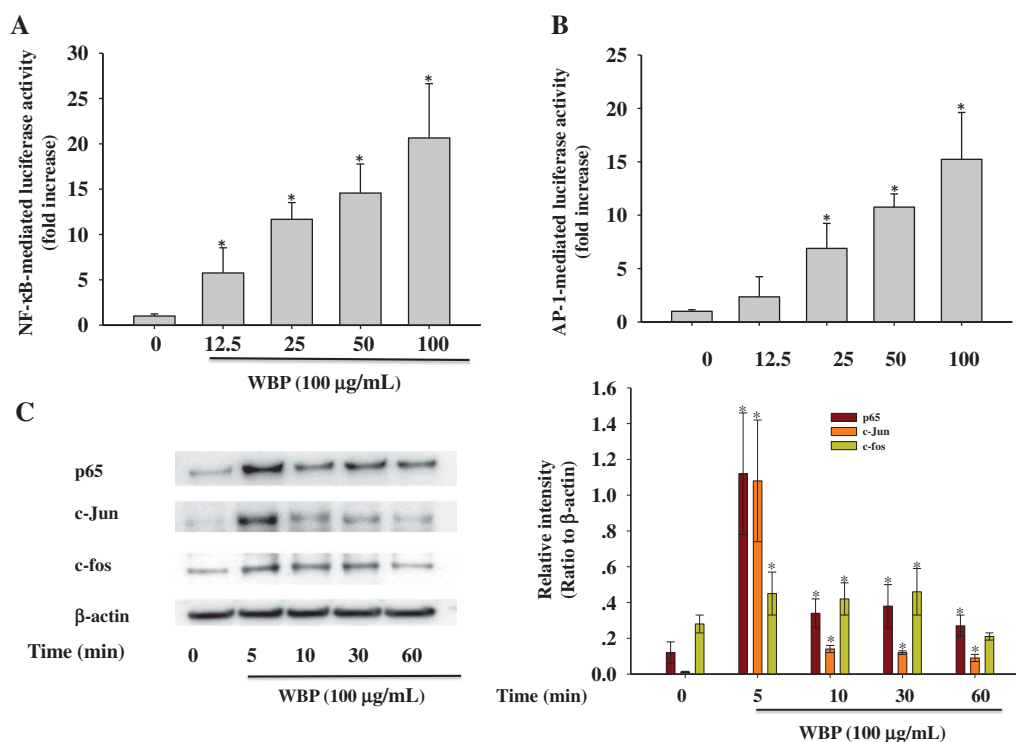 A
NF-κB-mediated luciferase activity
(fold increase)
30
25
20
15
10
5
0
*
*
*
*
0 12.5 25 50 100
WBP (100 μg/mL)
B
AP-1-mediated luciferase activity
(fold increase)
25
20
15
10
5
0
*
*
*
0 12.5 25 50 100
C
p65
c-Jun
c-fos
β-actin
Time (min) 0 5 10 30 60
WBP (100 μg/mL)
Relative intensity
(Ratio to β-actin)
1.6
1.4
1.2
1.0
.8
.6
.4
.2
0.0
p65
c-Jun
c-fos
* * *
* * *
* * *
* *
Time (min) 0 5 10 30 60
WBP (100 μg/mL)